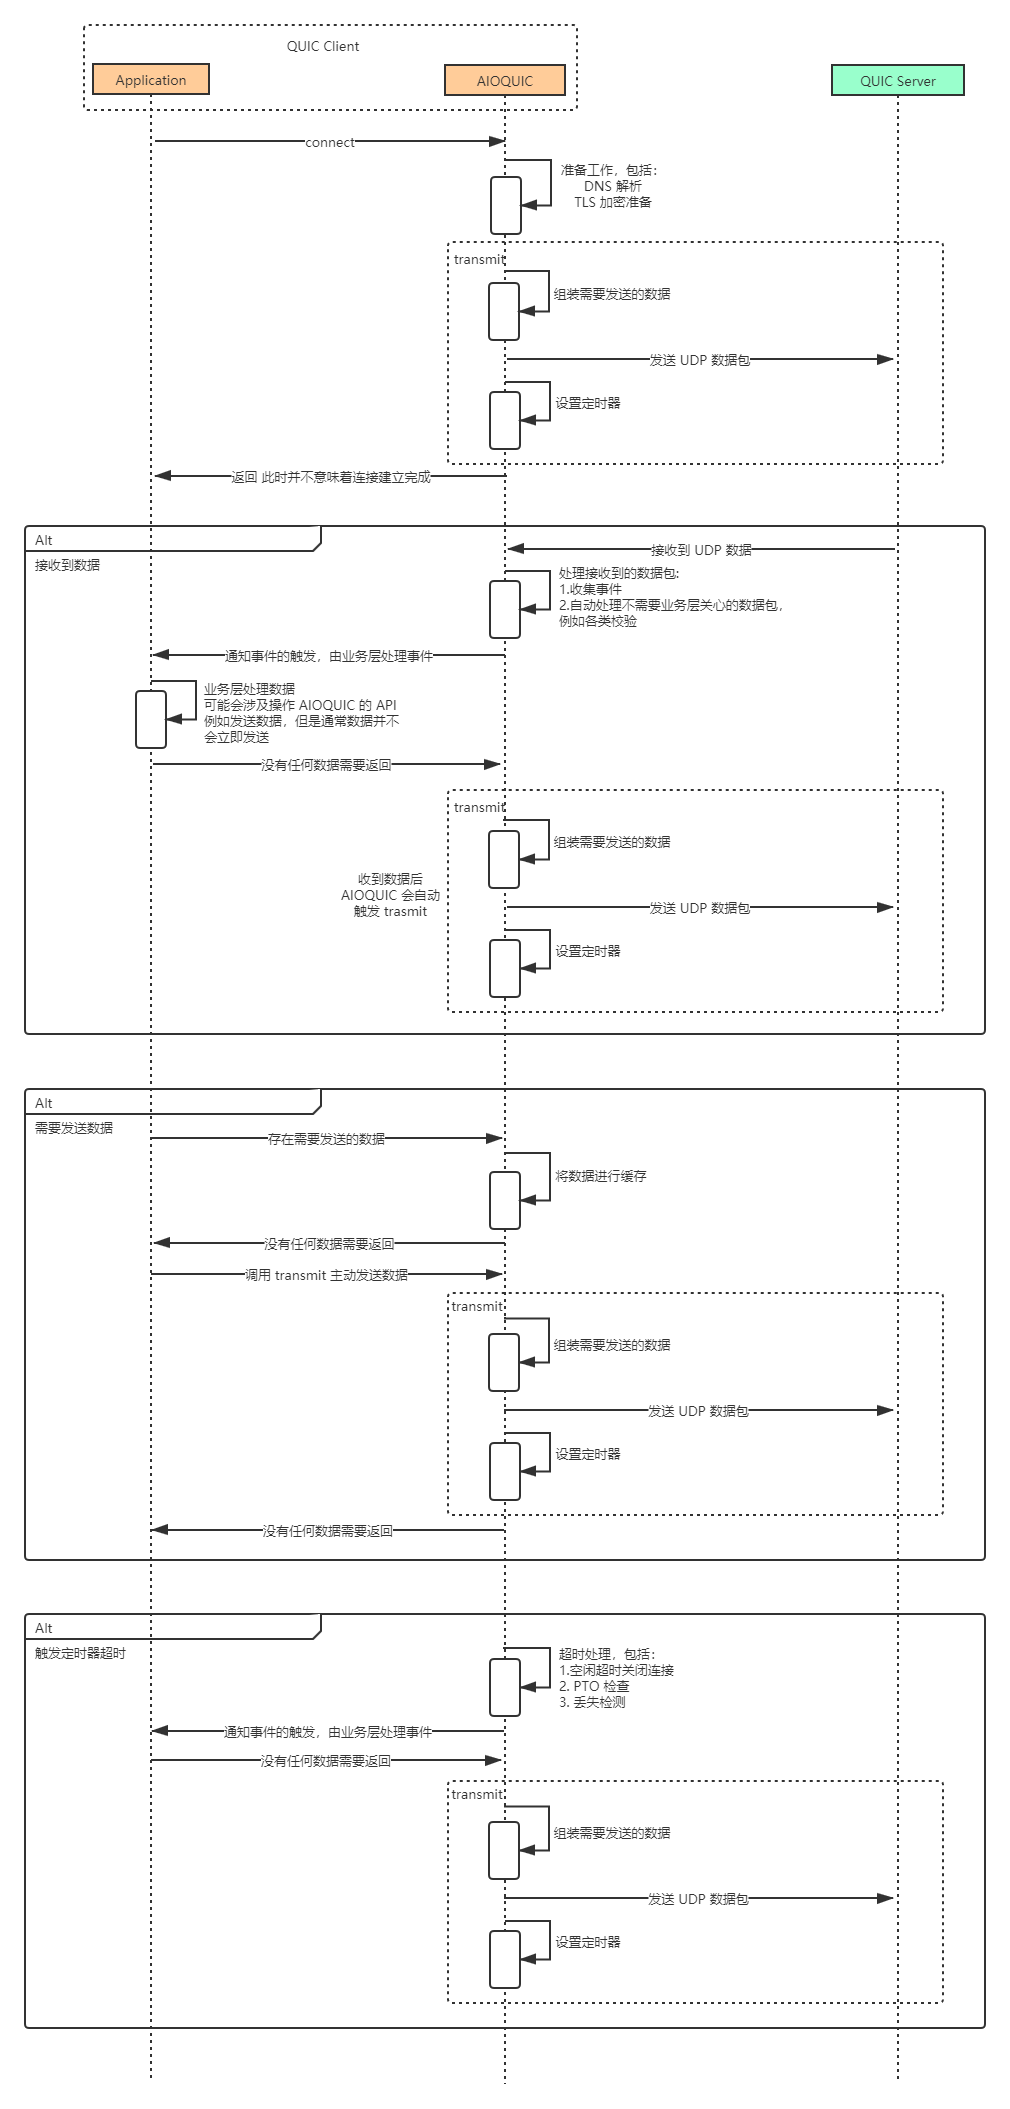 QUIC Client
Application
AIOQUIC
QUIC Server
connect
准备工作，包括：
DNS 解析
TLS 加密准备
transmit
组装需要发送的数据
发送 UDP 数据包
设置定时器
返回 此时并不意味着连接建立完成
Alt
接收到数据
接收到 UDP 数据
处理接收到的数据包:
1.收集事件
2.自动处理不需要业务层关心的数据包，
例如各类校验
通知事件的触发，由业务层处理事件
业务层处理数据
可能会涉及操作 AIOQUIC 的 API
例如发送数据，但是通常数据并不
会立即发送
没有任何数据需要返回
transmit
组装需要发送的数据
收到数据后
AIOQUIC 会自动
触发 trasmit
发送 UDP 数据包
设置定时器
Alt
需要发送数据
存在需要发送的数据
将数据进行缓存
没有任何数据需要返回
调用 transmit 主动发送数据
transmit
组装需要发送的数据
发送 UDP 数据包
设置定时器
没有任何数据需要返回
Alt
触发定时器超时
超时处理，包括：
1.空闲超时关闭连接
2. PTO 检查
3. 丢失检测
通知事件的触发，由业务层处理事件
没有任何数据需要返回
transmit
组装需要发送的数据
发送 UDP 数据包
设置定时器